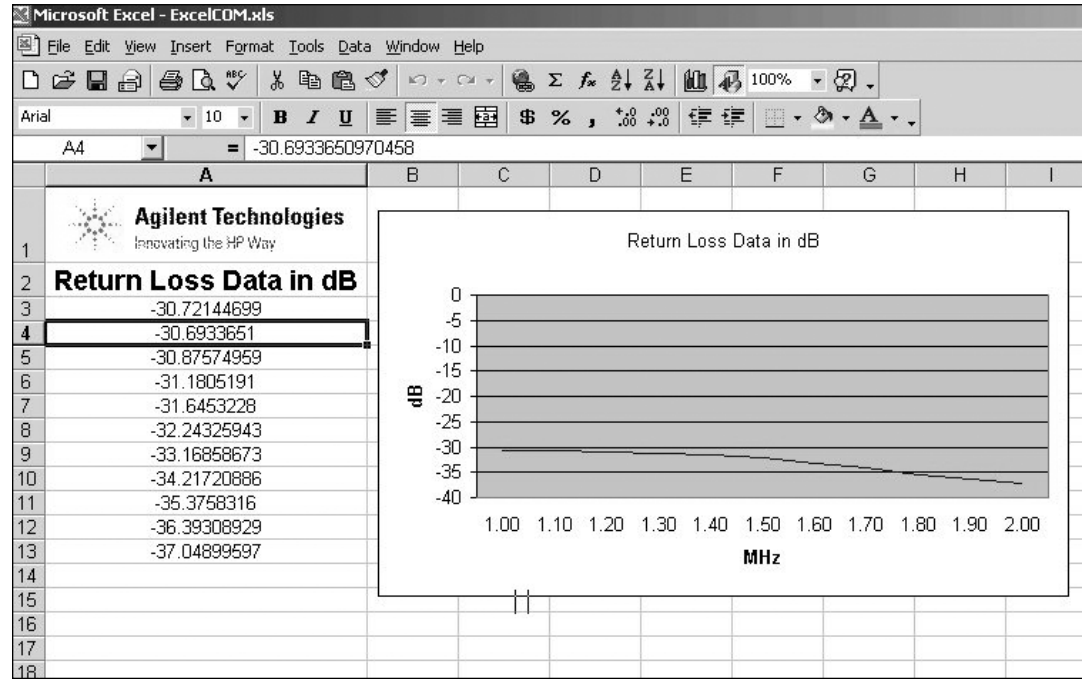 Microsoft Excel - ExcelCOM.xls
File Edit View Insert Format Tools Data Window Help
100%
Arial 10 B I U $ % ,
A4 = -30.6933650970458
A B C D E F G H I
1
Agilent Technologies
Innovating the HP Way
2 Return Loss Data in dB
3 -30.72144699
4 -30.6933651
5 -30.87574959
6 -31.1805191
7 -31.6453228
8 -32.24325943
9 -33.16858673
10 -34.21720886
11 -35.3758316
12 -36.39308929
13 -37.04899597
14
15
16
17
18
Return Loss Data in dB
0
-5
-10
-15
-20
-25
-30
-35
-40
dB
1.00 1.10 1.20 1.30 1.40 1.50 1.60 1.70 1.80 1.90 2.00
MHz